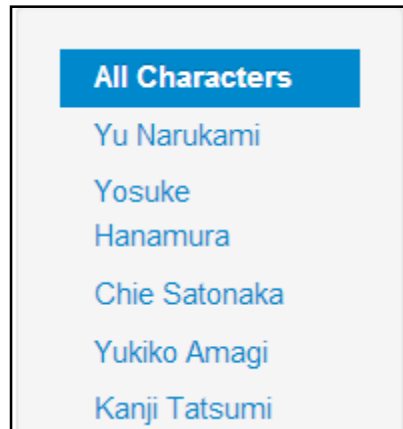 All Characters
Yu Narukami
Yosuke
Hanamura
Chie Satonaka
Yukiko Amagi
Kanji Tatsumi